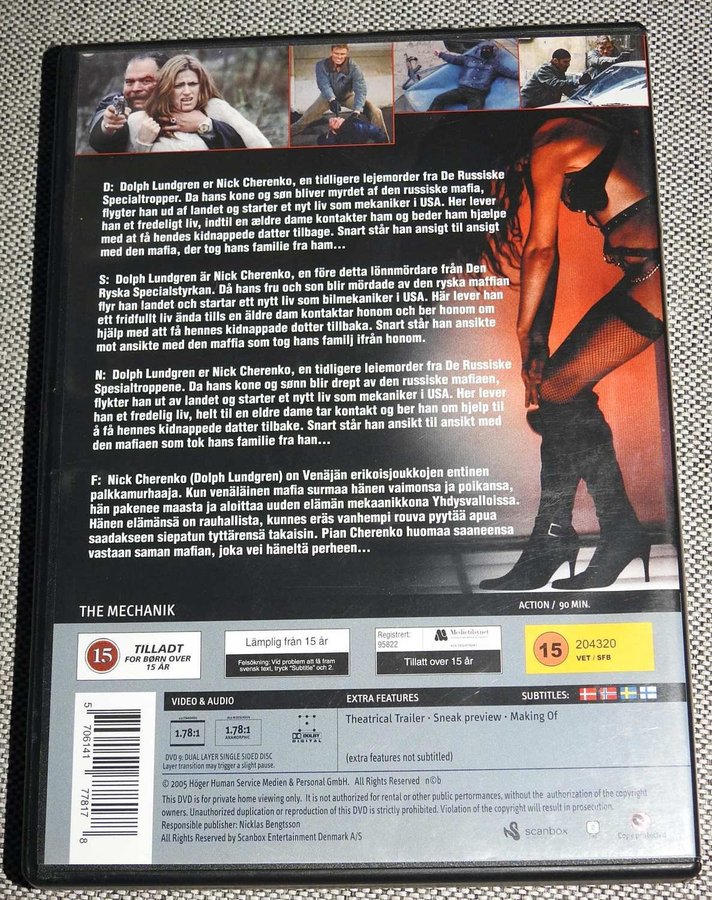 D: Dolph Lundgren er Nick Cherenko, en tidligere lejemorder fra De Russiske
Specialtropper. Da hans kone og søn bliver myrdet af den russiske mafia,
flygter han ud af landet og starter et nyt liv som mekaniker i USA. Her lever
han et fredeligt liv, indtil en ældre dame kontakter ham og beder ham hjælpe
med at få hendes kidnappede datter tilbage. Snart står han ansigt til ansigt
med den mafia, der tog hans familie fra ham...
S: Dolph Lundgren är Nick Cherenko, en före detta lönnmördare från Den
Ryska Specialstyrkan. Då hans fru och son blir mördade av den ryska maffian
flyr han landet och startar ett nytt liv som bilmekaniker i USA. Här lever han
ett fridfullt liv ända tills en äldre dam kontaktar honom och ber honom om
hjälp med att få hennes kidnappade dotter tillbaka. Snart står han ansikte
mot ansikte med den maffia som tog hans familj ifrån honom.
N: Dolph Lundgren er Nick Cherenko, en tidligere leiemorder fra De Russiske
Spesialtroppene. Da hans kone og sønn blir drept av den russiske mafiaen,
flykter han ut av landet og starter et nytt liv som mekaniker i USA. Her lever
han et fredelig liv, helt til en eldre dame tar kontakt og ber han om hjelp til
å få hennes kidnappede datter tilbake. Snart står han ansikt til ansikt med
den mafiaen som tok hans familie fra han...
F: Nick Cherenko (Dolph Lundgren) on Venäjän erikoisjoukkojen entinen
palkkamurhaaja. Kun venäläinen mafia surmaa hänen vaimonsa ja poikansa,
hän pakenee maasta ja aloittaa uuden elämän mekaanikkona Yhdysvalloissa.
Hänen elämänsä on rauhallista, kunnes eräs vanhempi rouva pyytää apua
saadakseen siepatun tyttärensä takaisin. Pian Cherenko huomaa saaneensa
vastaan saman mafian, joka vei häneltä perheen...
THE MECHANIK
ACTION / 90 MIN.
15 TILLADT
FOR BØRN OVER
15 ÅR
Lämplig från 15 år
Felsökning: Vid problem att få fram
svensk text, tryck "Subtitle" och 2.
Registrert:
95822
Medietilsynet
Tillatt over 15 år
15 204320
VET / SFB
VIDEO & AUDIO
1.78:1
1.78:1
ANAMORPHIC
DOLBY
DIGITAL
DVD 9: DUAL LAYER SINGLE SIDED DISC
Layer transition may trigger a slight pause.
EXTRA FEATURES
SUBTITLES:
Theatrical Trailer · Sneak preview · Making Of
(extra features not subtitled)
5 706141 778178
© 2005 Höger Human Service Medien & Personal GmbH. All Rights Reserved n©b
This DVD is for private home viewing only. It is not authorized for rental or other public performances, without the authorization of the copyright
owners. Unauthorized duplication or reproduction of this DVD is strictly prohibited. Violation of the copyright will result in prosecution.
Responsible publisher: Nicklas Bengtsson
All Rights Reserved by Scanbox Entertainment Denmark A/S
scanbox
Copy protected